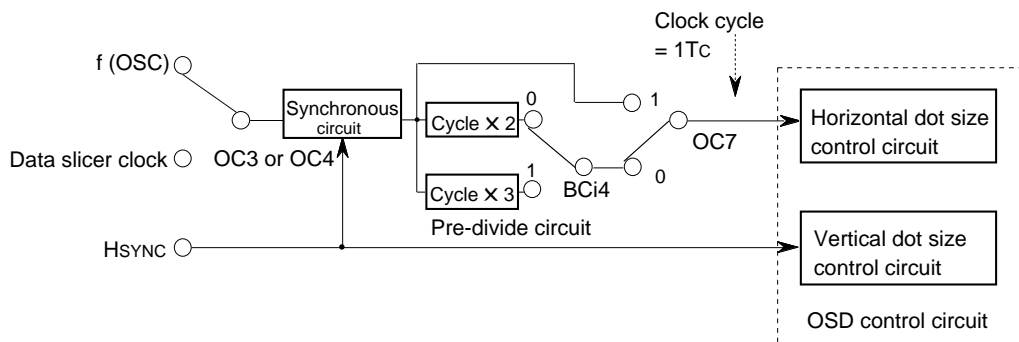 Clock cycle
= 1TC
f (OSC)
Synchronous
circuit
Cycle × 2
0
1
OC7
Horizontal dot size
control circuit
Data slicer clock
OC3 or OC4
Cycle × 3
1
BCi4
0
Pre-divide circuit
HSYNC
Vertical dot size
control circuit
OSD control circuit